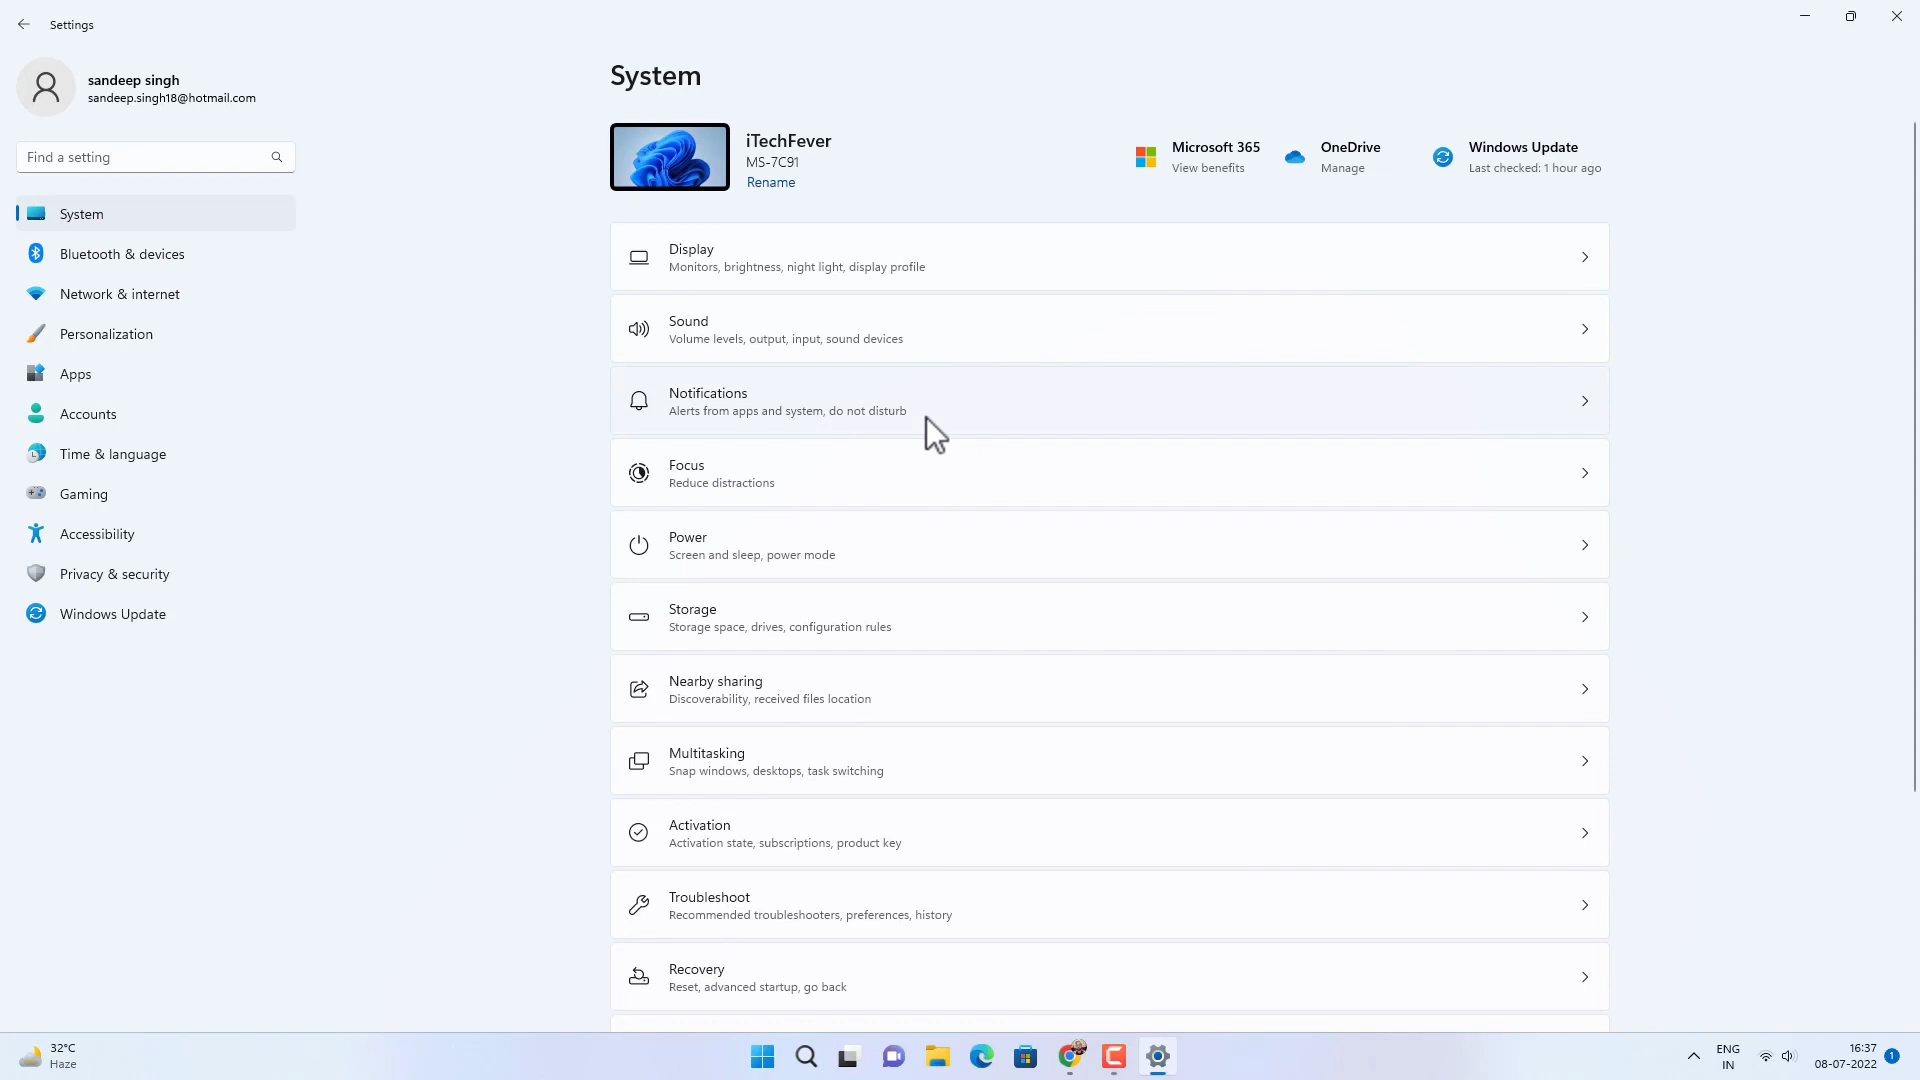 Settings
sandeep singh
sandeep.singh18@hotmail.com
Find a setting
System
Bluetooth & devices
Network & internet
Personalization
Apps
Accounts
Time & language
Gaming
Accessibility
Privacy & security
Windows Update
System
iTechFever
MS-7C91
Rename
Microsoft 365
View benefits
OneDrive
Manage
Windows Update
Last checked: 1 hour ago
Display
Monitors, brightness, night light, display profile
Sound
Volume levels, output, input, sound devices
Notifications
Alerts from apps and system, do not disturb
Focus
Reduce distractions
Power
Screen and sleep, power mode
Storage
Storage space, drives, configuration rules
Nearby sharing
Discoverability, received files location
Multitasking
Snap windows, desktops, task switching
Activation
Activation state, subscriptions, product key
Troubleshoot
Recommended troubleshooters, preferences, history
Recovery
Reset, advanced startup, go back
32°C
Haze
ENG
IN
16:37
08-07-2022
1